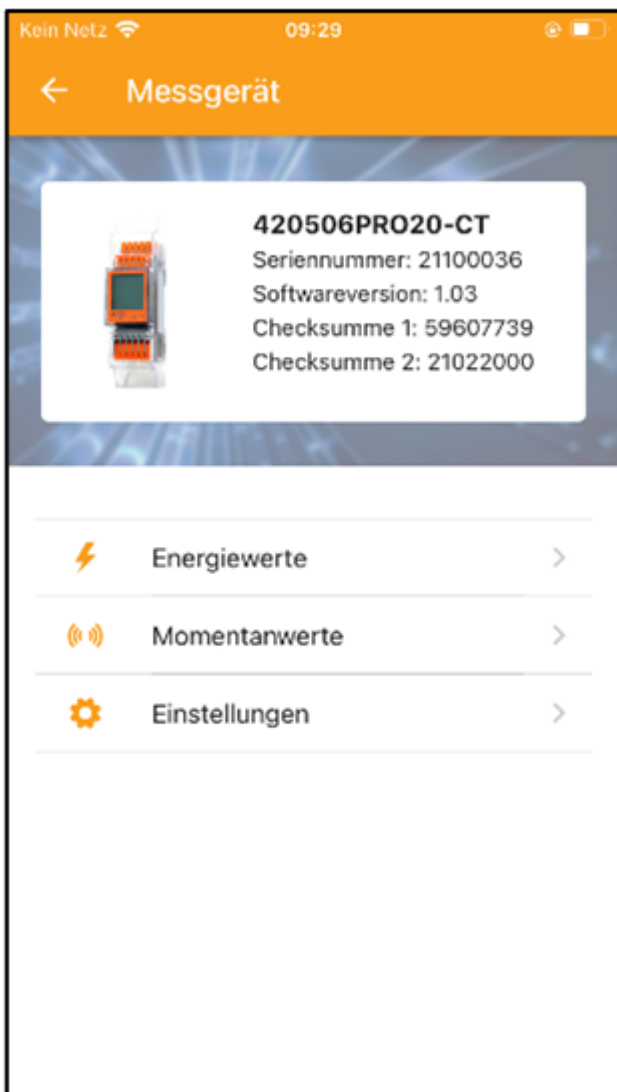 Kein Netz 09:29
Messgerät
420506PRO20-CT
Seriennummer: 21100036
Softwareversion: 1.03
Checksumme 1: 59607739
Checksumme 2: 21022000
Energiewerte
Momentanwerte
Einstellungen